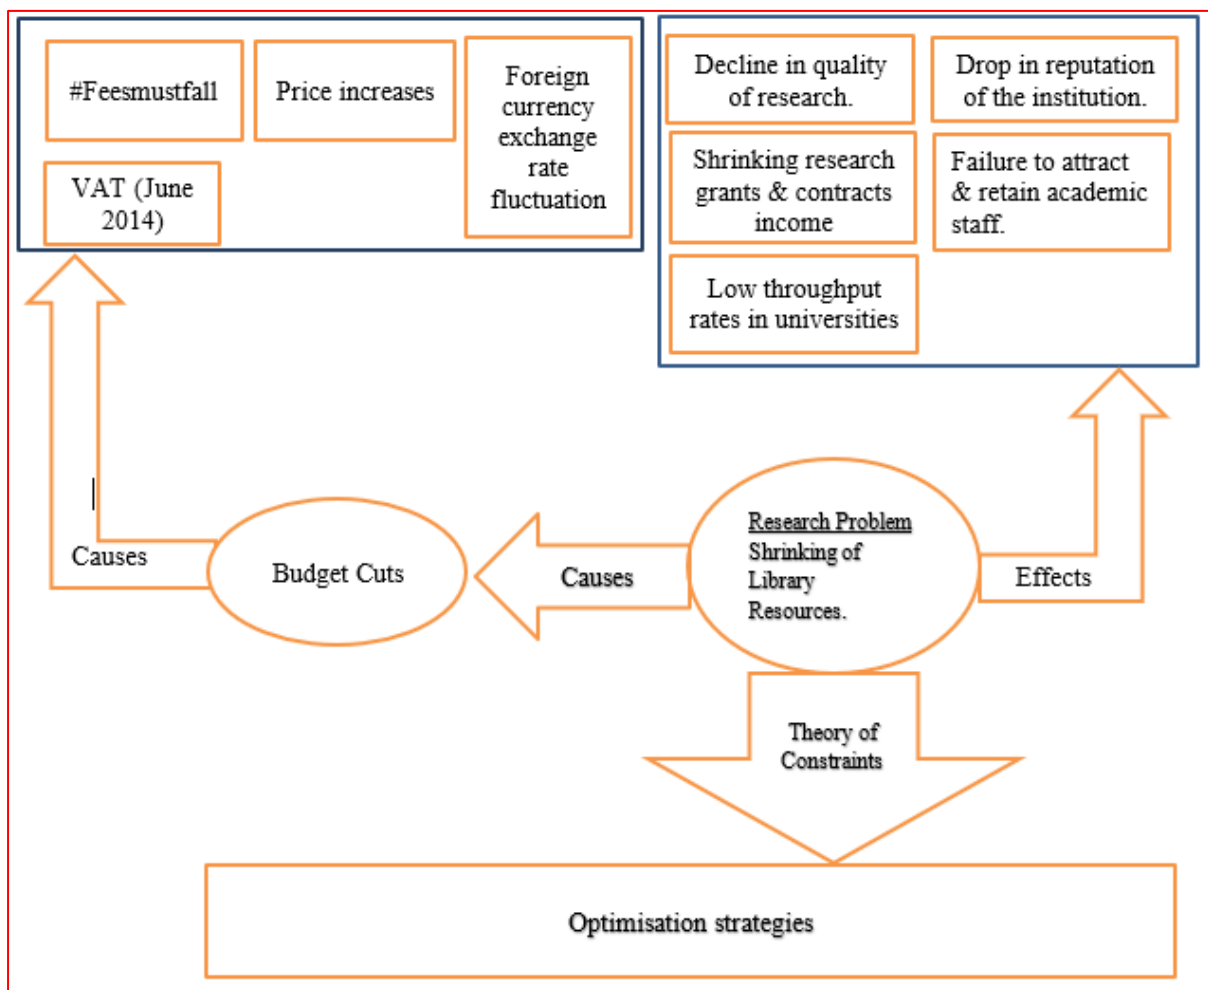 #Feesmustfall
Price increases
Foreign
currency
exchange
rate
fluctuation
VAT (June
2014)
Decline in quality
of research.
Drop in reputation
of the institution.
Shrinking research
grants & contracts
income
Failure to attract
& retain academic
staff.
Low throughput
rates in universities
Causes
Budget Cuts
Causes
Research Problem
Shrinking of
Library
Resources.
Effects
Theory of
Constraints
Optimisation strategies